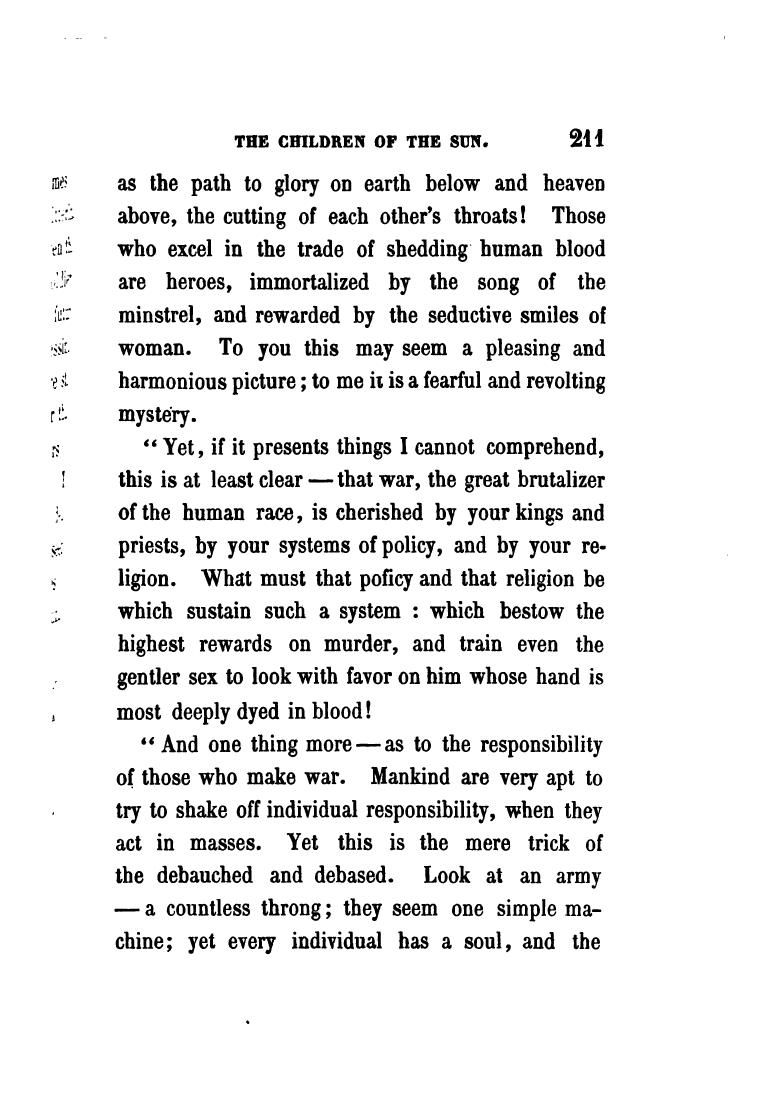 THE CHILDREN OF THE SUN. 211
as the path to glory on earth below and heaven
above, the cutting of each other's throats! Those
who excel in the trade of shedding human blood
are heroes, immortalized by the song of the
minstrel, and rewarded by the seductive smiles of
woman. To you this may seem a pleasing and
harmonious picture; to me it is a fearful and revolting
mystery.
"Yet, if it presents things I cannot comprehend,
this is at least clear — that war, the great brutalizer
of the human race, is cherished by your kings and
priests, by your systems of policy, and by your re-
ligion. What must that policy and that religion be
which sustain such a system : which bestow the
highest rewards on murder, and train even the
gentler sex to look with favor on him whose hand is
most deeply dyed in blood!
"And one thing more — as to the responsibility
of those who make war. Mankind are very apt to
try to shake off individual responsibility, when they
act in masses. Yet this is the mere trick of
the debauched and debased. Look at an army
— a countless throng; they seem one simple ma-
chine; yet every individual has a soul, and the